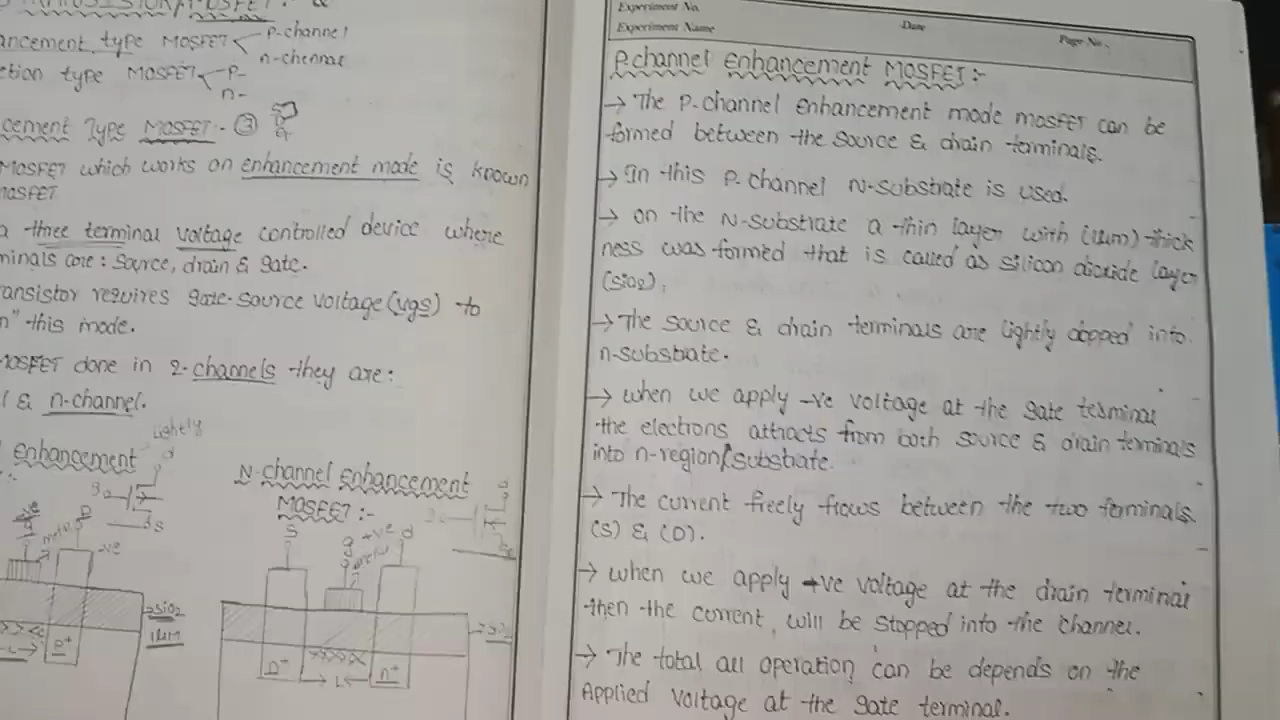 ancement type MOSFET
p-channel
n-chennal
ction type MOSFET
p-
n-
cement Type MOSFET:- ②
MOSFET which works on enhancement mode is known
MOSFET.
a three terminal voltage controlled device where
minals are: Source, drain & gate.
ransistor requires gate-source voltage (vgs) to
n" this mode.
MOSFET done in 2-channels they are:
l & n-channel.
Lightly
enhancement
d
s
-ve
SiO2
1um
P+
L
N-channel enhancement
MOSFET:-
s
g +ve d
n+ n+
L
Experiment No.
Date
Experiment Name
Page No.
P.channel Enhancement MOSFET:-
→ The P-channel enhancement mode mosfet can be
formed between the source & drain terminals.
→ In this P-channel N-substrate is used.
→ on the N-substrate a thin layer with (1um) thick
ness was formed that is called as silicon dioxide layer
(SiO2).
→ The source & drain terminals are lightly dopped into
n-substrate.
→ when we apply -ve voltage at the gate terminal
the electrons attracts from both source & drain terminals
into n-region/substrate.
→ The current freely flows between the two terminals.
(S) & (D).
→ when we apply +ve voltage at the drain terminal
then the current, will be stopped into the channel.
→ The total all operation can be depends on the
Applied voltage at the gate terminal.